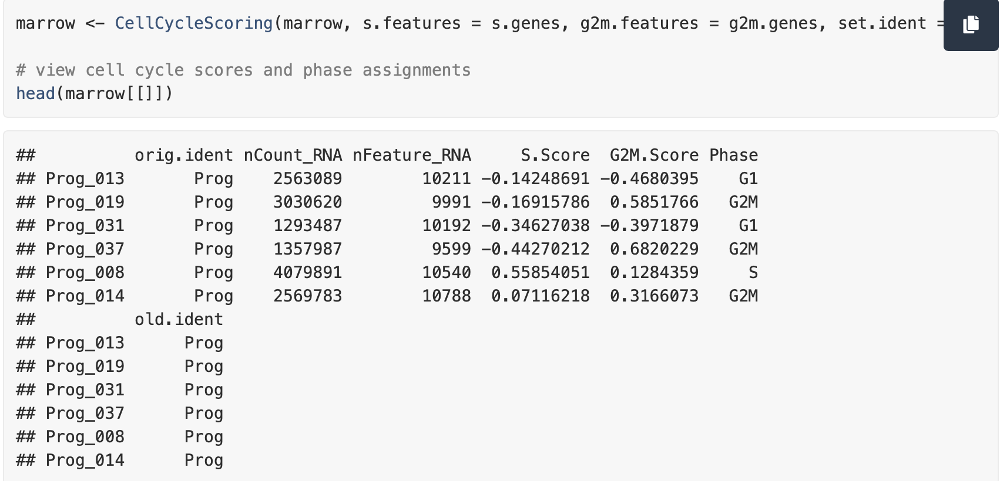 marrow <- CellCycleScoring(marrow, s.features = s.genes, g2m.features = g2m.genes, set.ident =
# view cell cycle scores and phase assignments
head(marrow[[]])
##          orig.ident nCount_RNA nFeature_RNA     S.Score  G2M.Score Phase
## Prog_013       Prog    2563089        10211 -0.14248691 -0.4680395    G1
## Prog_019       Prog    3030620         9991 -0.16915786  0.5851766   G2M
## Prog_031       Prog    1293487        10192 -0.34627038 -0.3971879    G1
## Prog_037       Prog    1357987         9599 -0.44270212  0.6820229   G2M
## Prog_008       Prog    4079891        10540  0.55854051  0.1284359     S
## Prog_014       Prog    2569783        10788  0.07116218  0.3166073   G2M
##          old.ident
## Prog_013      Prog
## Prog_019      Prog
## Prog_031      Prog
## Prog_037      Prog
## Prog_008      Prog
## Prog_014      Prog